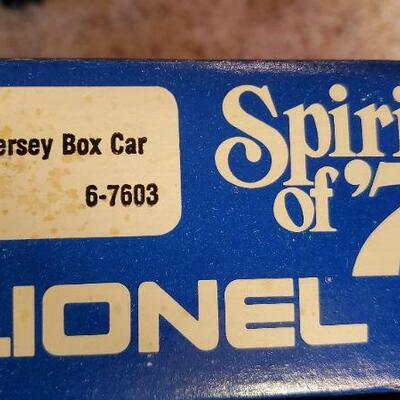 ersey Box Car
6-7603
Spiri
of '7
LIONEL